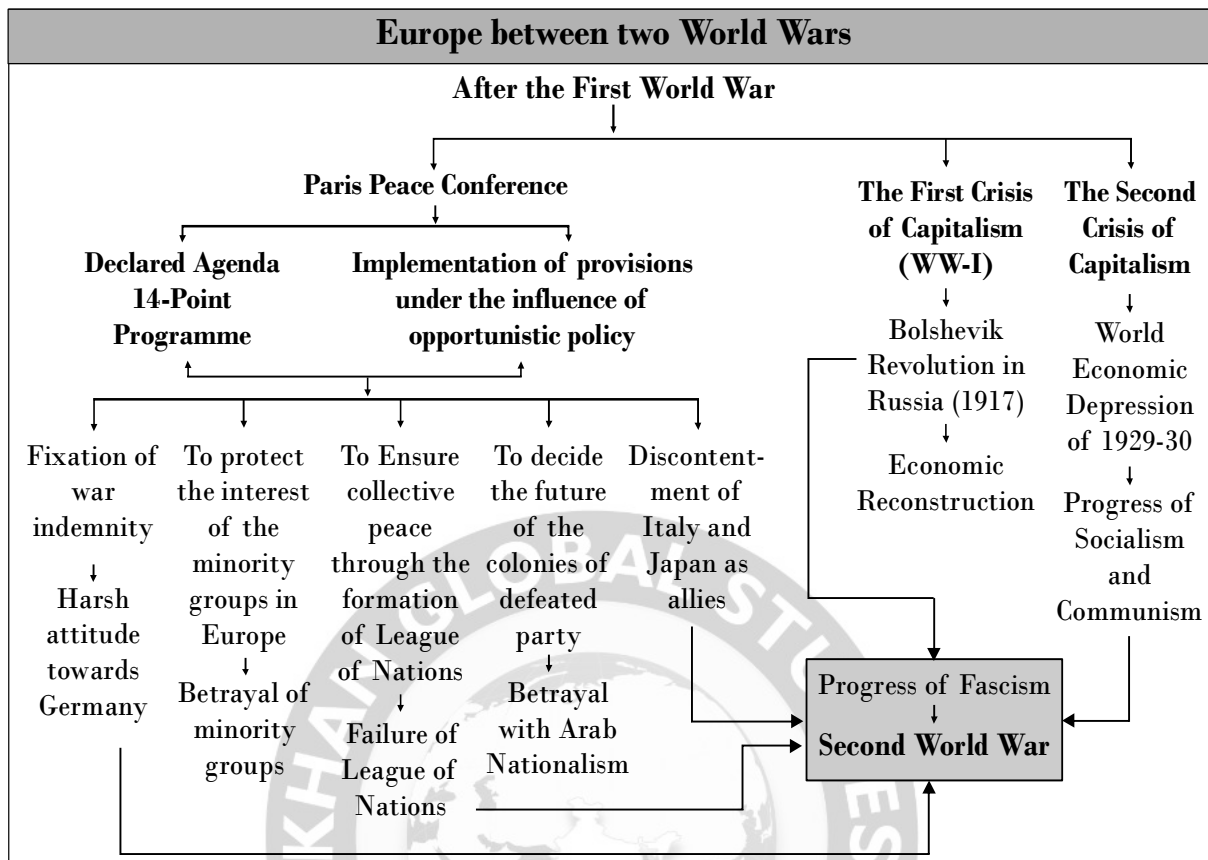 Europe between two World Wars
After the First World War
Paris Peace Conference
Declared Agenda
14-Point
Programme
Implementation of provisions
under the influence of
opportunistic policy
Fixation of
war
indemnity
Harsh
attitude
towards
Germany
To protect
the interest
of the
minority
groups in
Europe
Betrayal of
minority
groups
To Ensure
collective
peace
through the
formation
of League
of Nations
Failure of
League of
Nations
To decide
the future
of the
colonies of
defeated
party
Betrayal
with Arab
Nationalism
Discontent-
ment of
Italy and
Japan as
allies
The First Crisis
of Capitalism
(WW-I)
Bolshevik
Revolution in
Russia (1917)
Economic
Reconstruction
The Second
Crisis of
Capitalism
World
Economic
Depression
of 1929-30
Progress of
Socialism
and
Communism
Progress of Fascism
Second World War
KHAN GLOBAL STUDIES